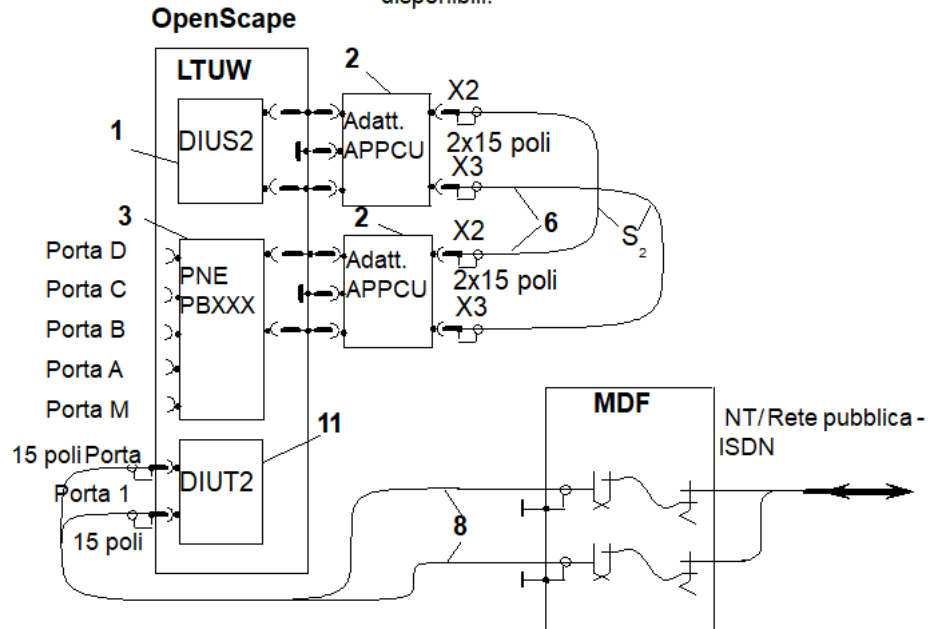 disponibili.
OpenScape
LTUW
2
X2
1
DIUS2
Adatt.
APPCU
2x15 poli
X3
3
2
6
S2
Porta D
X2
PNE
PBXXX
Adatt.
APPCU
2x15 poli
Porta C
X3
Porta B
Porta A
Porta M
MDF
11
NT/ Rete pubblica -
ISDN
15 poli Porta
DIUT2
Porta 1
8
15 poli